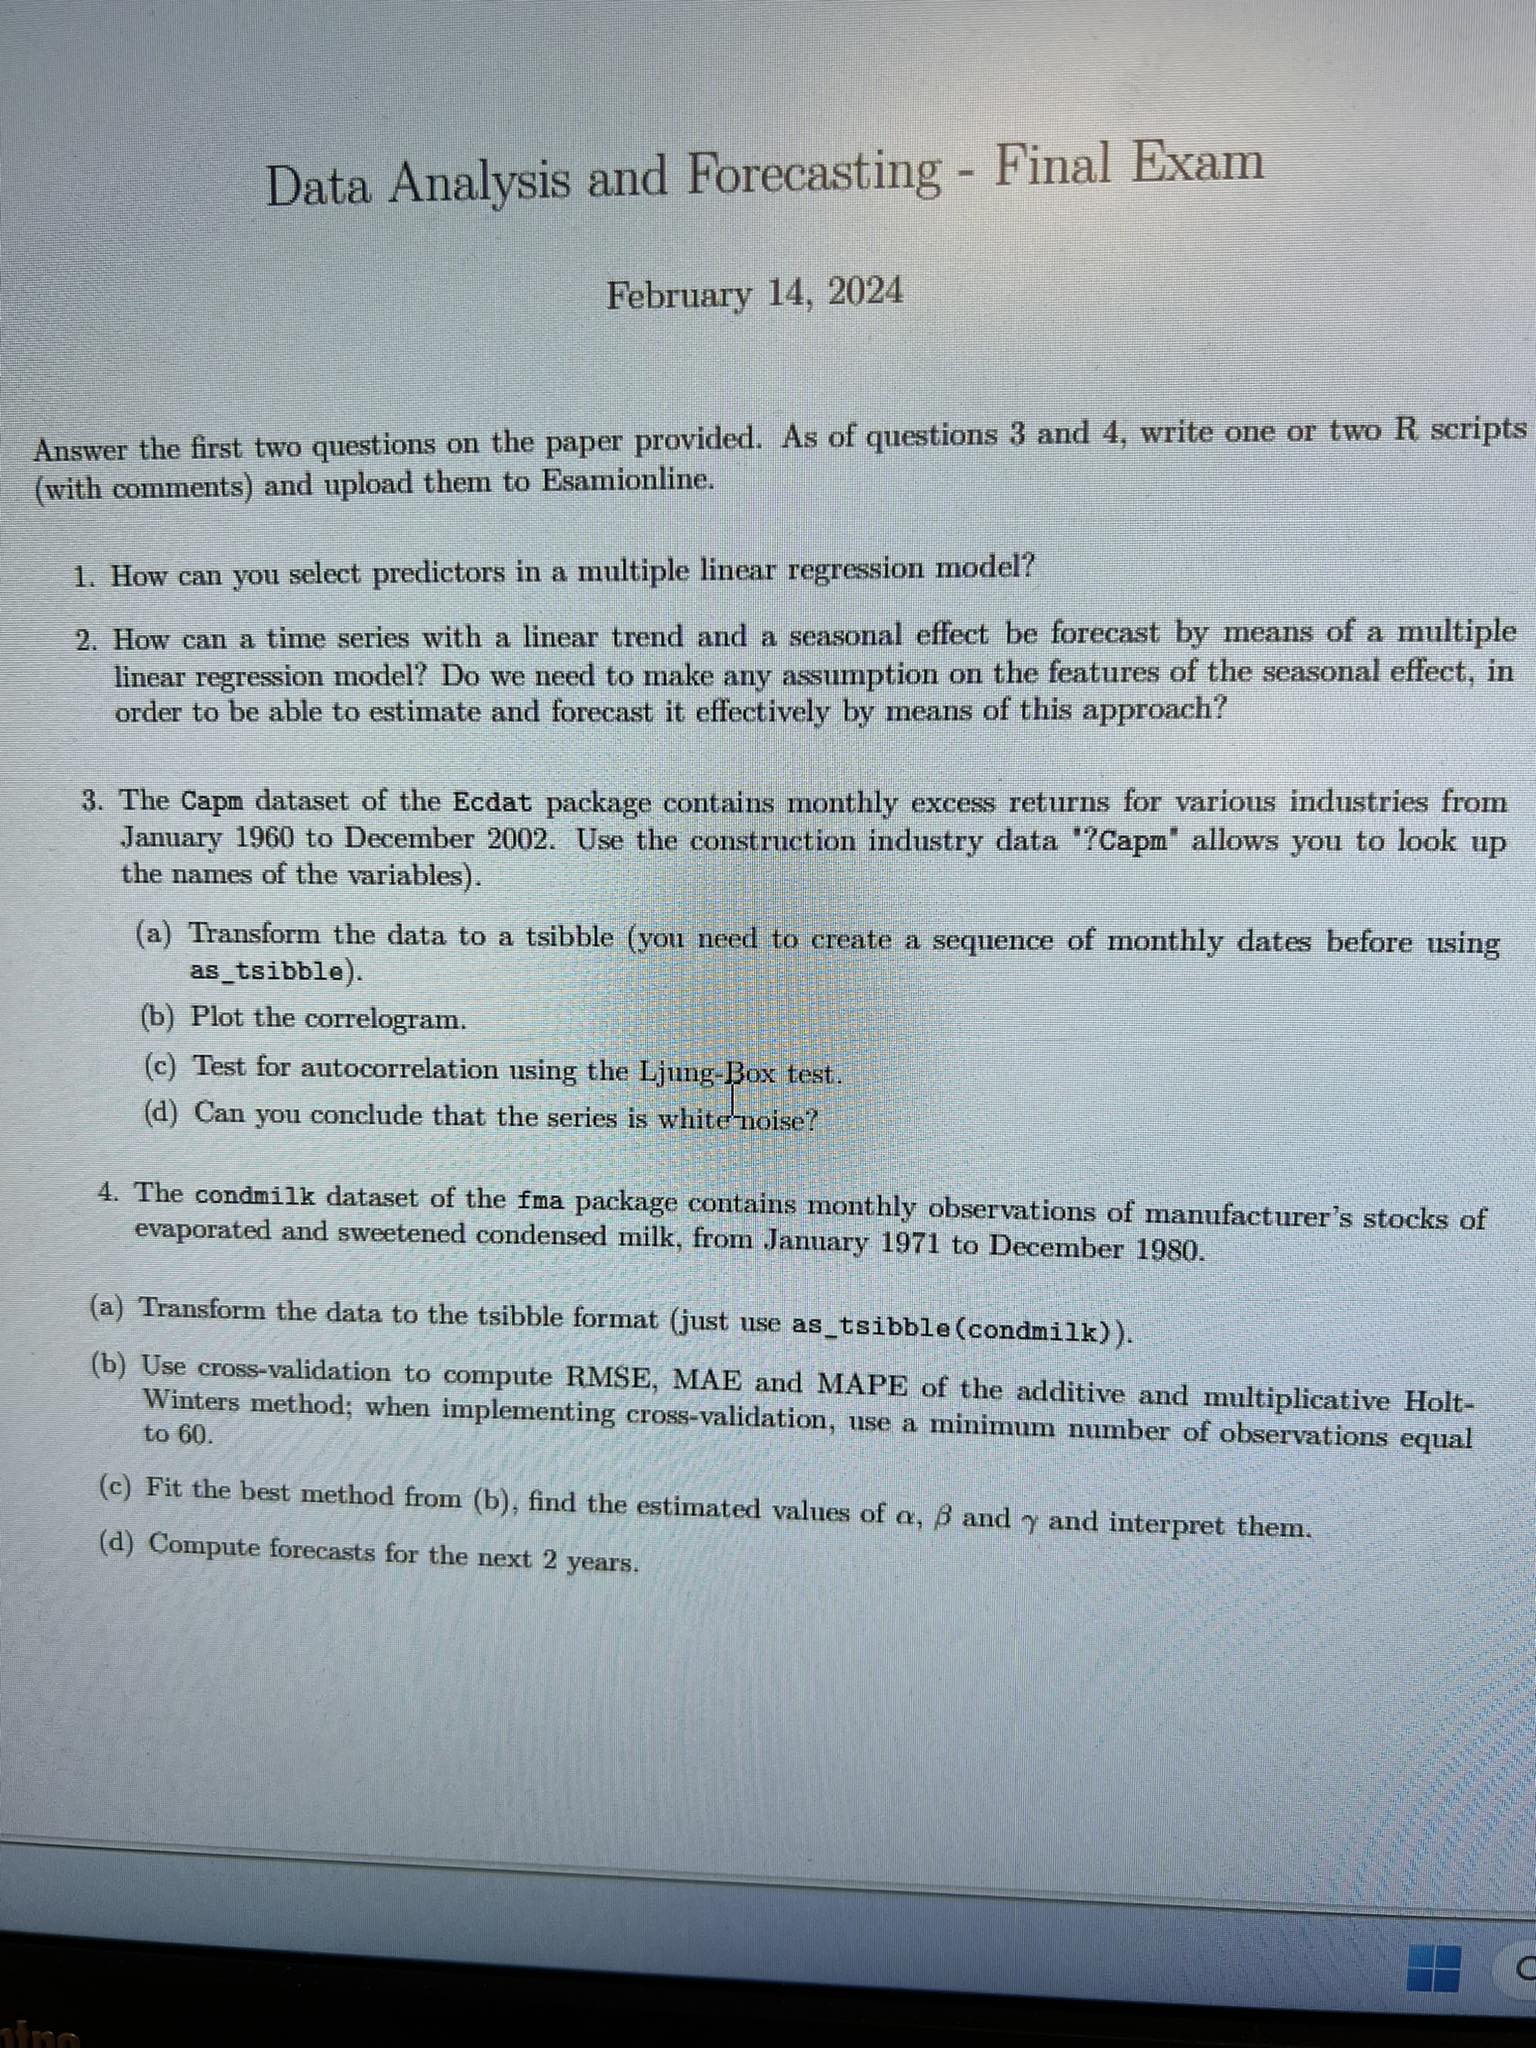 Data Analysis and Forecasting - Final Exam
February 14, 2024
Answer the first two questions on the paper provided. As of questions 3 and 4, write one or two R scripts
(with comments) and upload them to Esamionline.
1. How can you select predictors in a multiple linear regression model?
2. How can a time series with a linear trend and a seasonal effect be forecast by means of a multiple
linear regression model? Do we need to make any assumption on the features of the seasonal effect, in
order to be able to estimate and forecast it effectively by means of this approach?
3. The Capm dataset of the Ecdat package contains monthly excess returns for various industries from
January 1960 to December 2002. Use the construction industry data "?Capm" allows you to look up
the names of the variables).
(a) Transform the data to a tsibble (you need to create a sequence of monthly dates before using
as_tsibble).
(b) Plot the correlogram.
(c) Test for autocorrelation using the Ljung-Box test.
(d) Can you conclude that the series is white noise?
4. The condmilk dataset of the fma package contains monthly observations of manufacturer's stocks of
evaporated and sweetened condensed milk, from January 1971 to December 1980.
(a) Transform the data to the tsibble format (just use as_tsibble(condmilk)).
(b) Use cross-validation to compute RMSE, MAE and MAPE of the additive and multiplicative Holt-
Winters method; when implementing cross-validation, use a minimum number of observations equal
to 60.
(c) Fit the best method from (b), find the estimated values of α, β and γ and interpret them.
(d) Compute forecasts for the next 2 years.